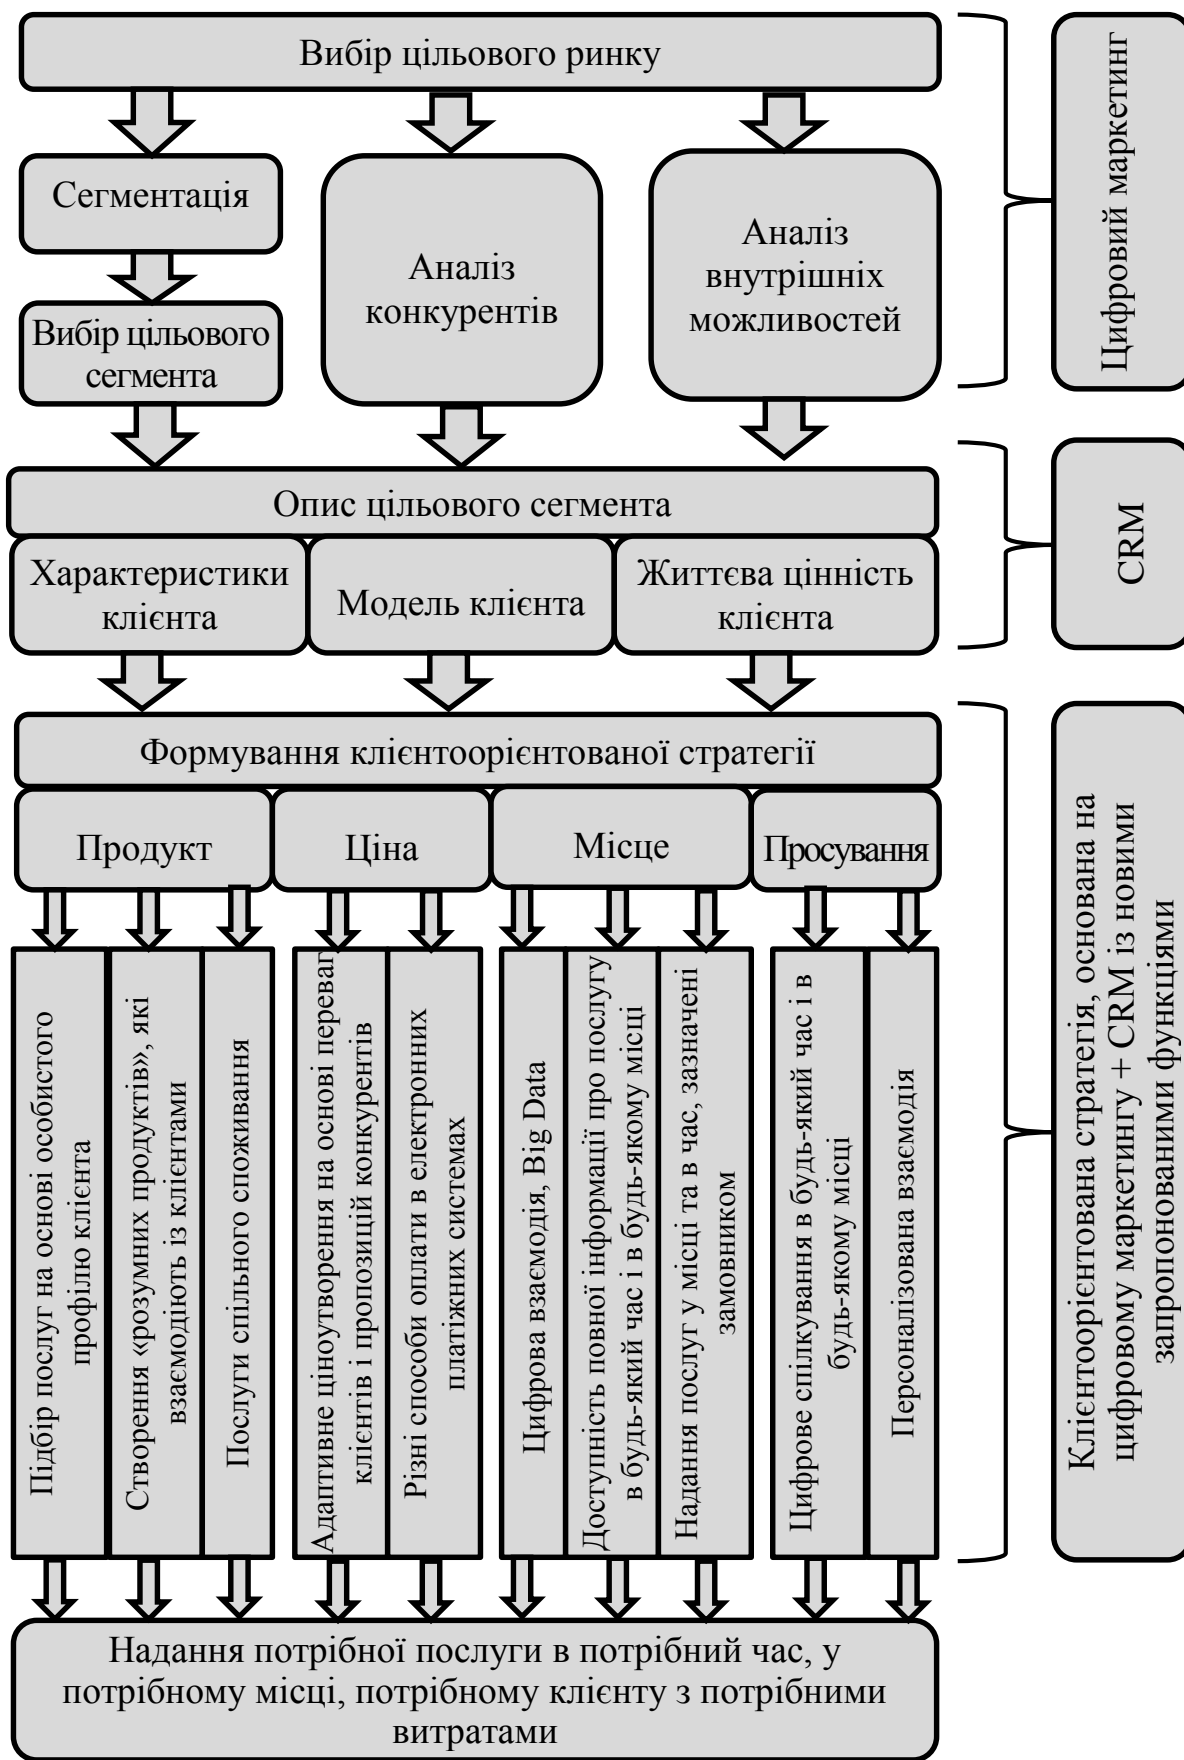 Вибір цільового ринку
Сегментація
Вибір цільового
сегмента
Аналіз
конкурентів
Аналіз
внутрішніх
можливостей
Цифровий маркетинг
Опис цільового сегмента
Характеристики
клієнта
Модель клієнта
Життєва цінність
клієнта
CRM
Формування клієнтоорієнтованої стратегії
Продукт
Ціна
Місце
Просування
Підбір послуг на основі особистого
профілю клієнта
Створення «розумних продуктів», які
взаємодіють із клієнтами
Послуги спільного споживання
Адаптивне ціноутворення на основі переваг
клієнтів і пропозицій конкурентів
Різні способи оплати в електронних
платіжних системах
Цифрова взаємодія, Big Data
Доступність повної інформації про послугу
в будь-який час і в будь-якому місці
Надання послуг у місці та в час, зазначені
замовником
Цифрове спілкування в будь-який час і в
будь-якому місці
Персоналізована взаємодія
Клієнтоорієнтована стратегія, основана на
цифровому маркетингу + CRM із новими
запропонованими функціями
Надання потрібної послуги в потрібний час, у
потрібному місці, потрібному клієнту з потрібними
витратами